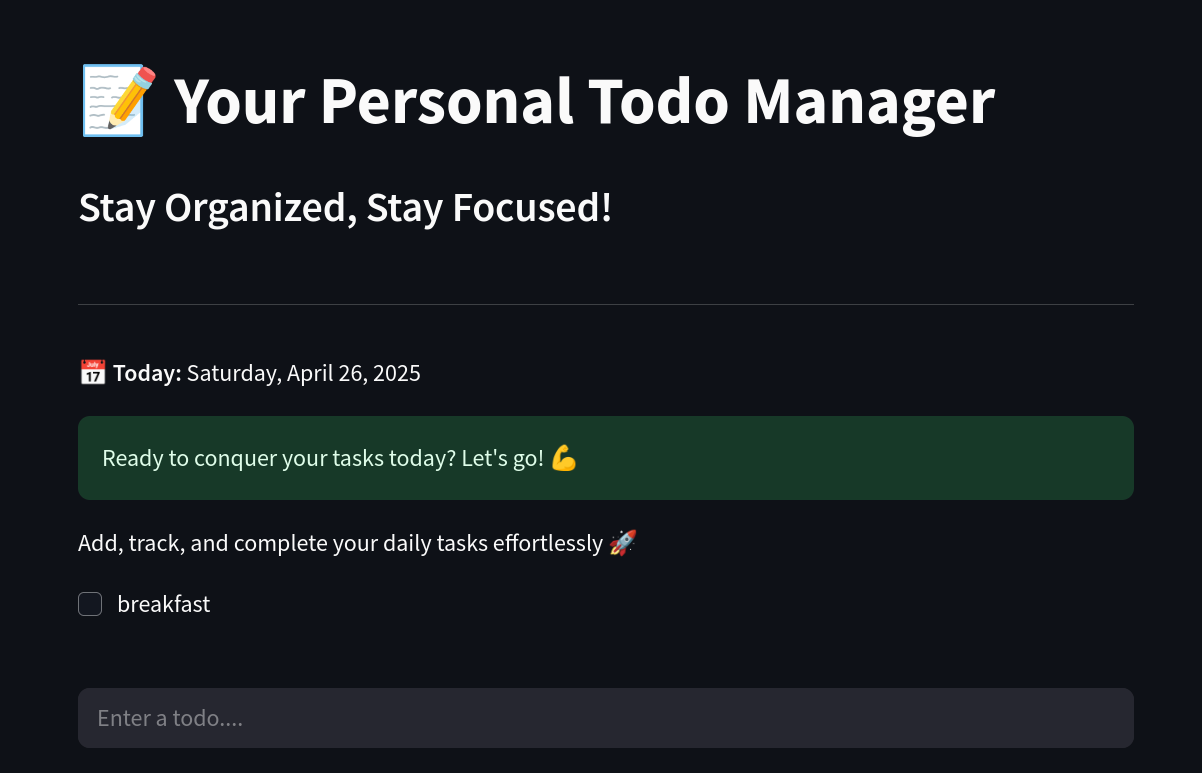 📝 Your Personal Todo Manager
Stay Organized, Stay Focused!
📅 Today: Saturday, April 26, 2025
Ready to conquer your tasks today? Let's go! 💪
Add, track, and complete your daily tasks effortlessly 🚀
breakfast
Enter a todo....